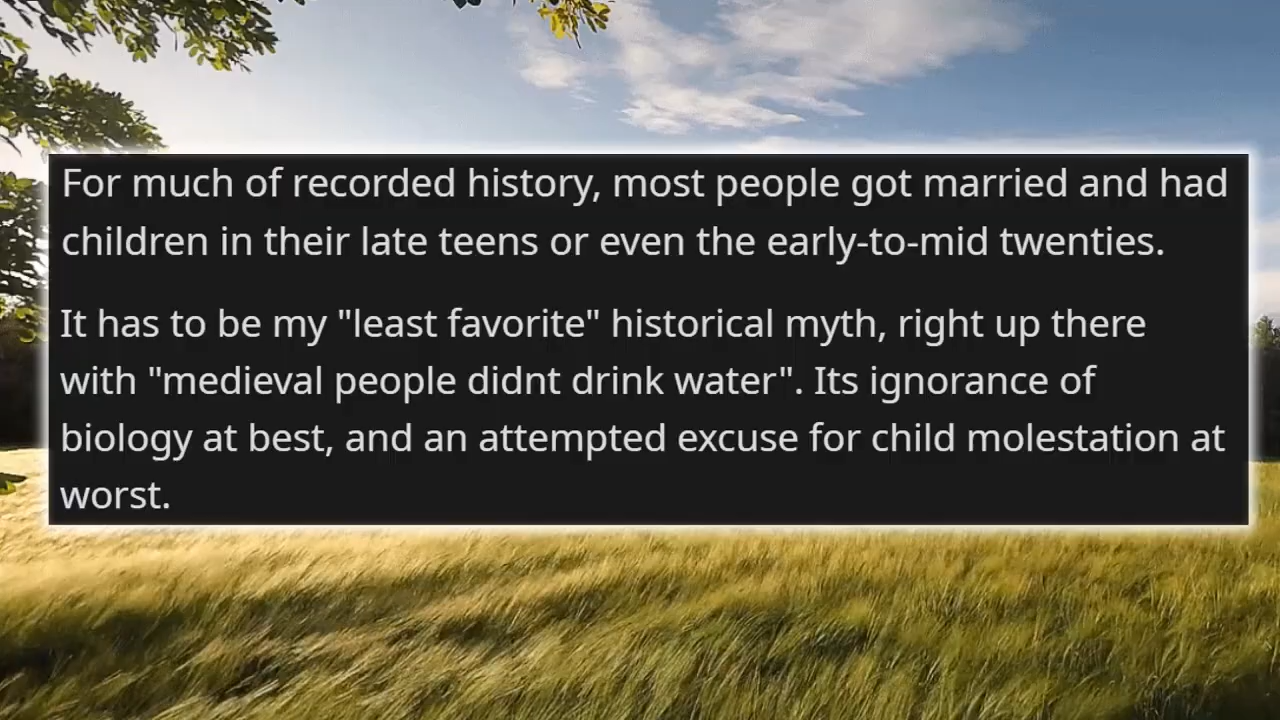 For much of recorded history, most people got married and had
children in their late teens or even the early-to-mid twenties.
It has to be my "least favorite" historical myth, right up there
with "medieval people didnt drink water". Its ignorance of
biology at best, and an attempted excuse for child molestation at
worst.